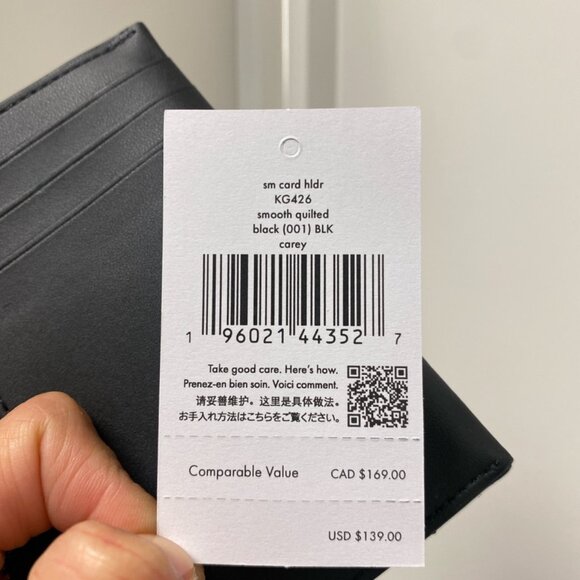 sm card hldr
KG426
smooth quilted
black (001) BLK
carey
1 96021 44352 7
Take good care. Here's how.
Prenez-en bien soin. Voici comment.
请妥善维护。这里是具体做法。
お手入れ方法はこちらをご覧ください。
Comparable Value CAD $169.00
USD $139.00